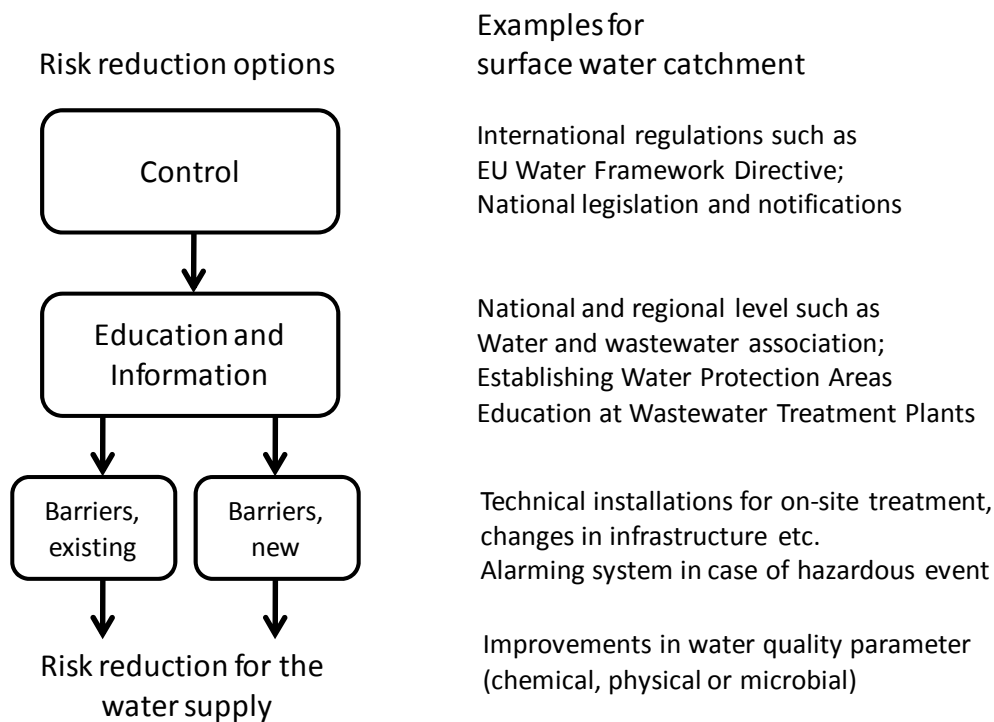 Risk reduction options
Examples for
surface water catchment
Control
International regulations such as
EU Water Framework Directive;
National legislation and notifications
Education and
Information
National and regional level such as
Water and wastewater association;
Establishing Water Protection Areas
Education at Wastewater Treatment Plants
Barriers,
existing
Barriers,
new
Technical installations for on-site treatment,
changes in infrastructure etc.
Alarming system in case of hazardous event
Risk reduction for the
water supply
Improvements in water quality parameter
(chemical, physical or microbial)